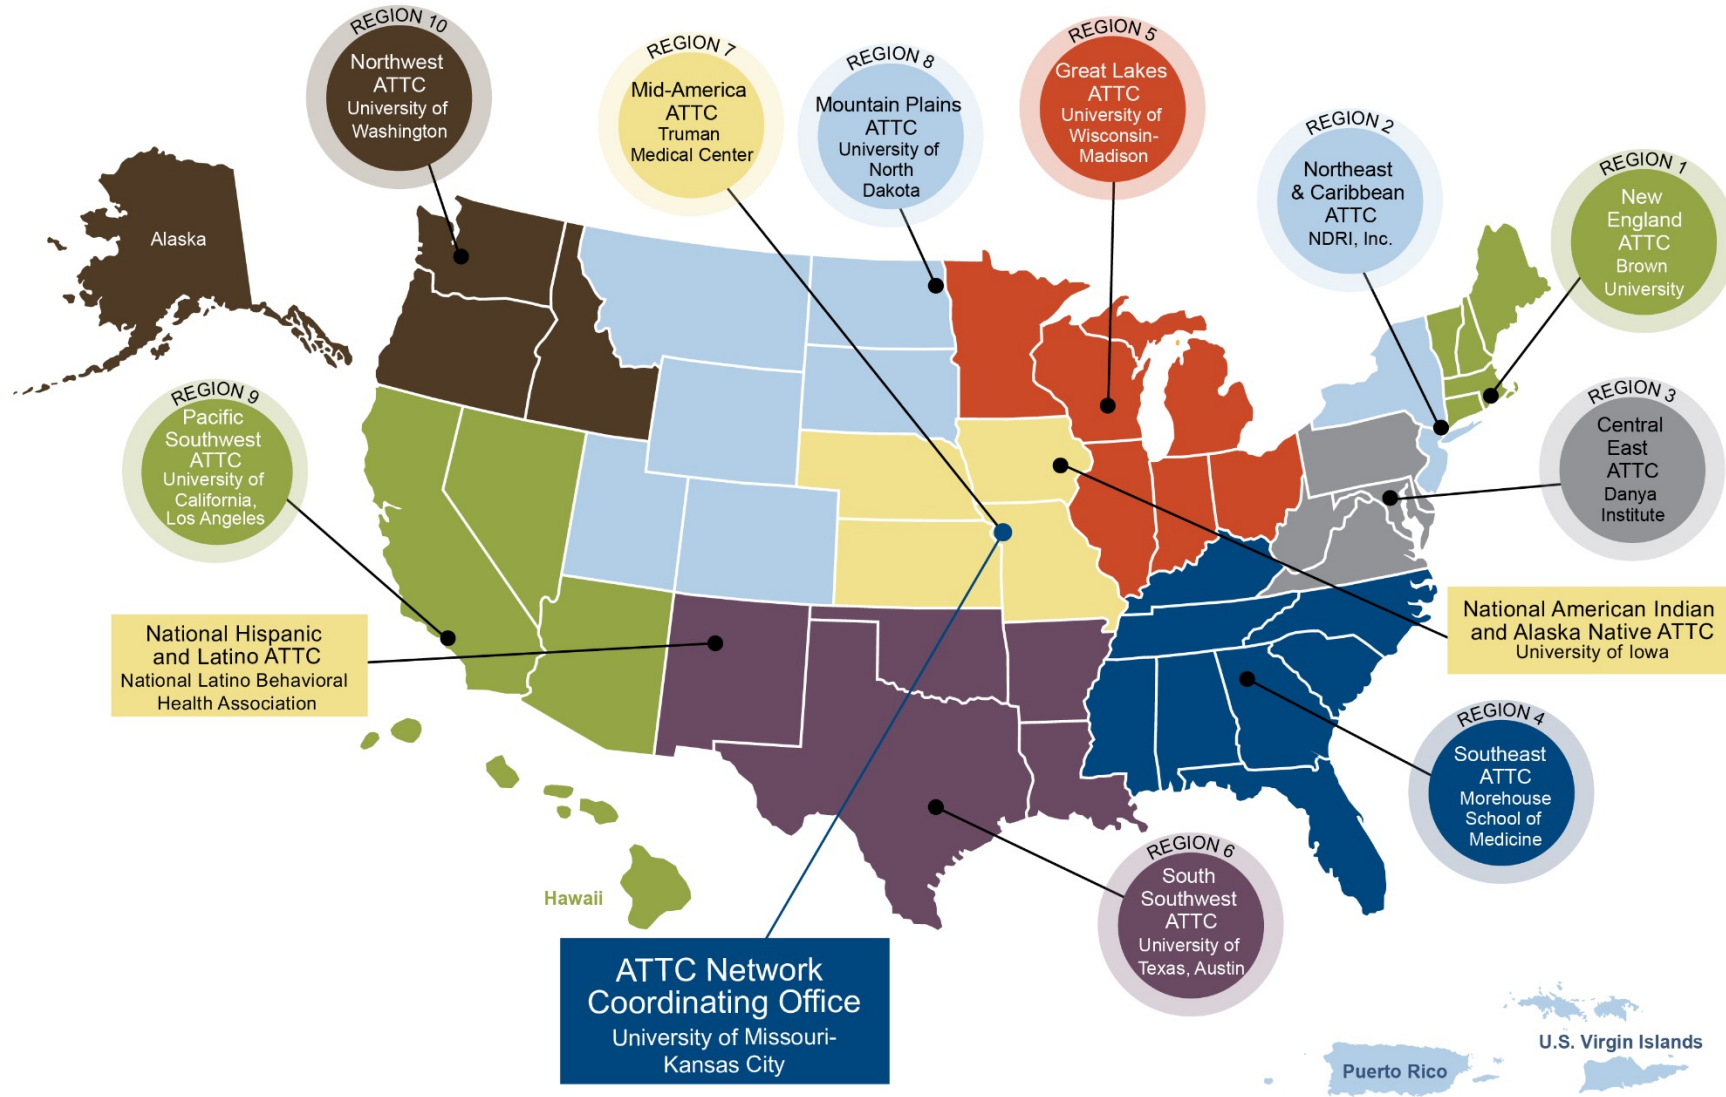 REGION 10
Northwest
ATTC
University of
Washington
REGION 7
Mid-America
ATTC
Truman
Medical Center
REGION 8
Mountain Plains
ATTC
University of
North
Dakota
REGION 5
Great Lakes
ATTC
University of
Wisconsin-
Madison
REGION 2
Northeast
& Caribbean
ATTC
NDRI, Inc.
REGION 1
New
England
ATTC
Brown
University
Alaska
REGION 9
Pacific
Southwest
ATTC
University of
California,
Los Angeles
REGION 3
Central
East
ATTC
Danya
Institute
National Hispanic
and Latino ATTC
National Latino Behavioral
Health Association
National American Indian
and Alaska Native ATTC
University of Iowa
REGION 4
Southeast
ATTC
Morehouse
School of
Medicine
REGION 6
South
Southwest
ATTC
University of
Texas, Austin
Hawaii
ATTC Network
Coordinating Office
University of Missouri-
Kansas City
U.S. Virgin Islands
Puerto Rico